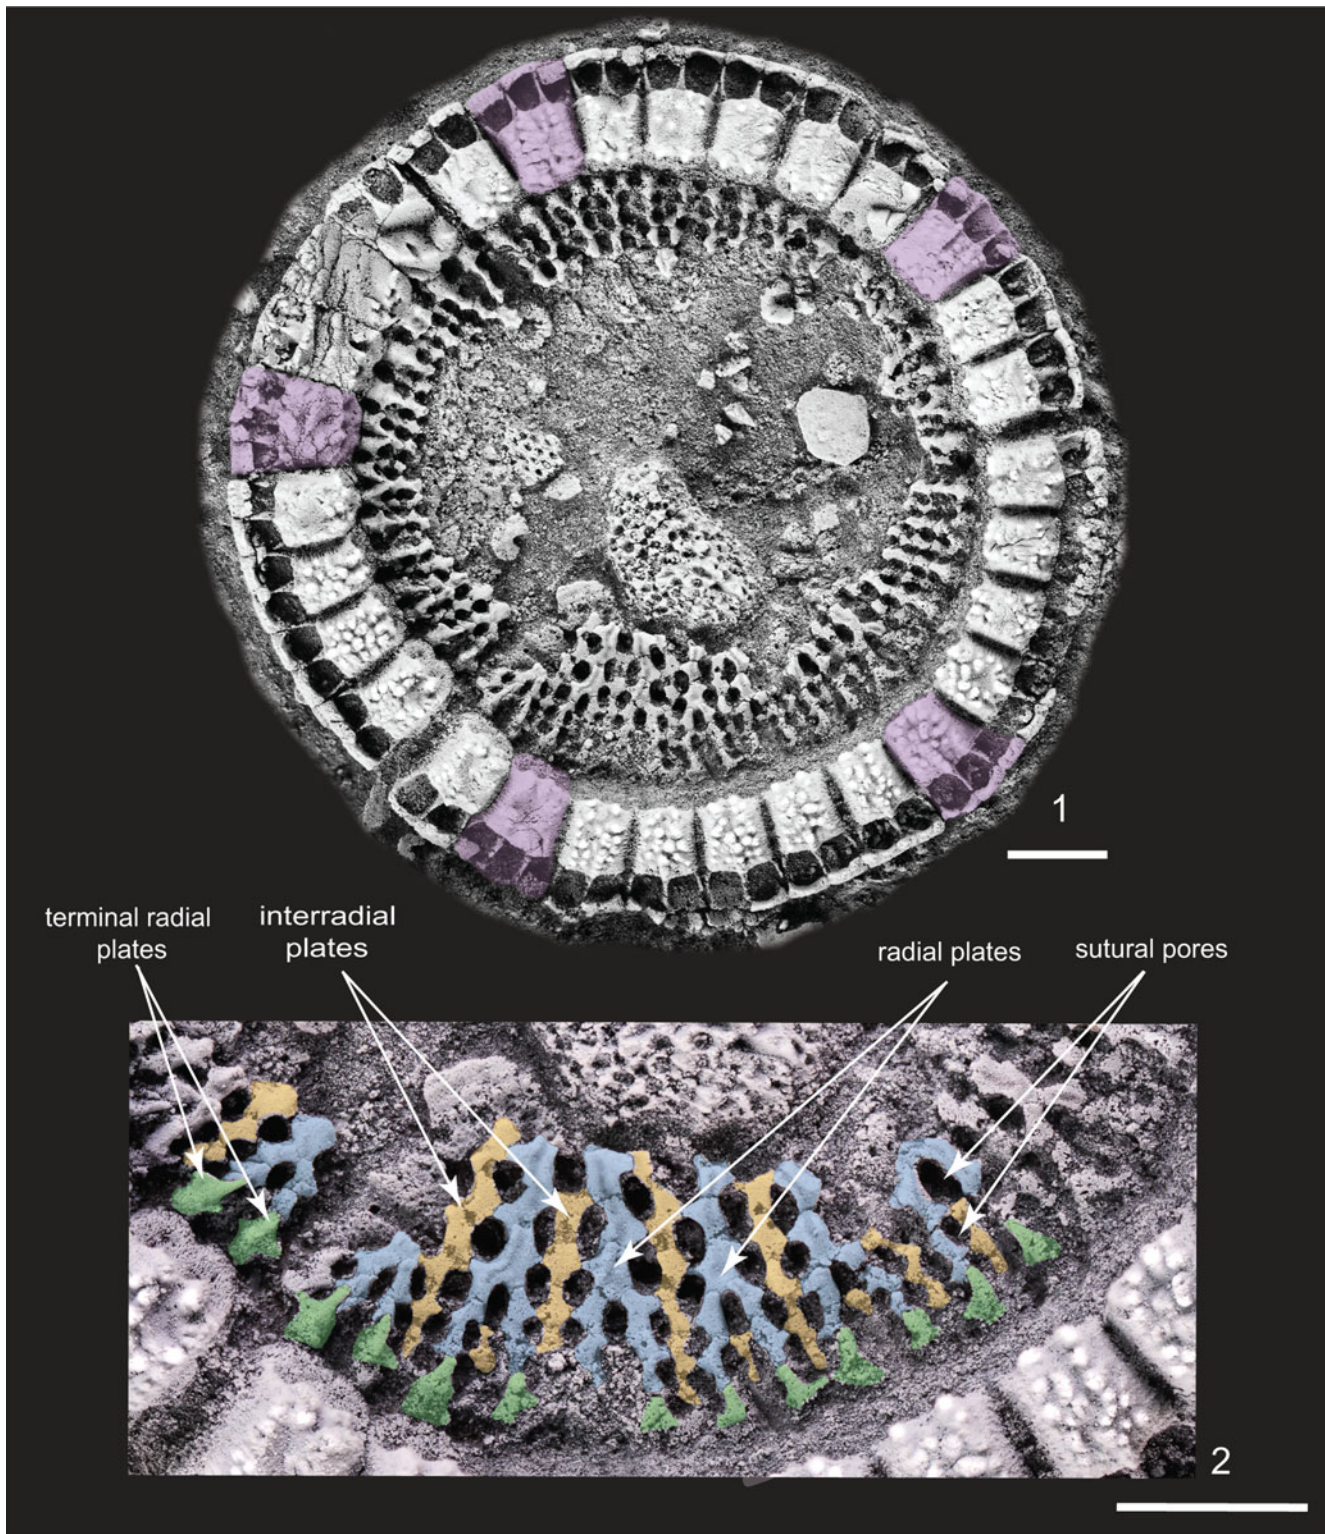 1
terminal radial
plates
interradial
plates
radial plates
sutural pores
2